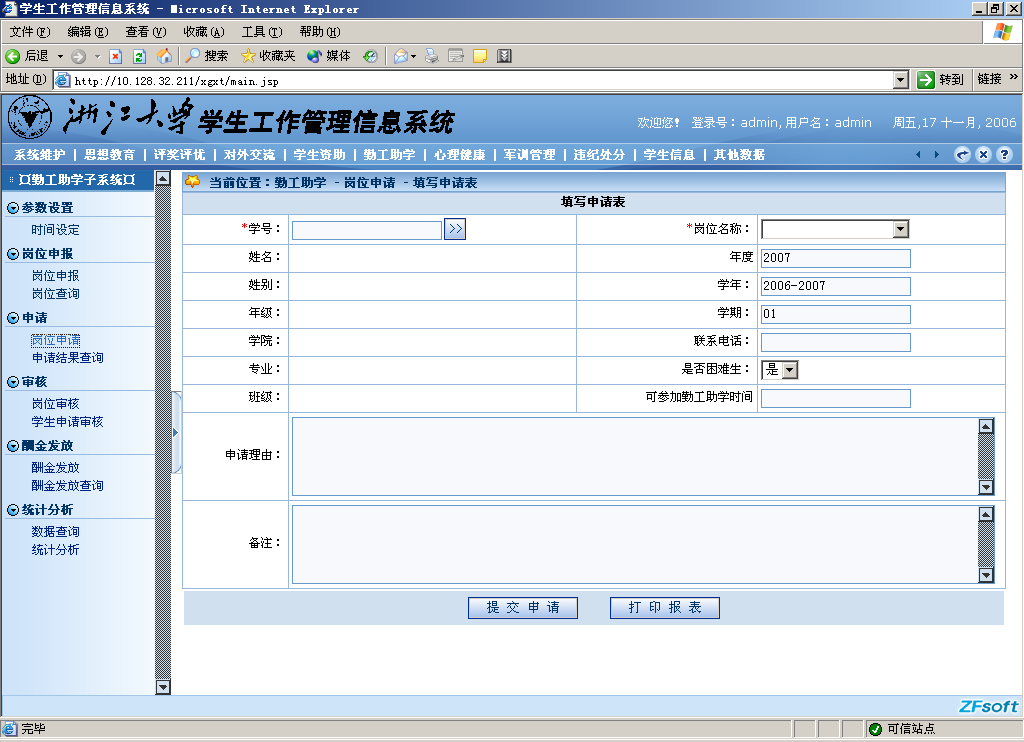 学生工作管理信息系统 - Microsoft Internet Explorer
文件(F) 编辑(E) 查看(V) 收藏(A) 工具(T) 帮助(H)
后退 搜索 收藏夹 媒体
地址(D) http://10.128.32.211/xgxt/main.jsp 转到 链接 »
浙江大学 学生工作管理信息系统
欢迎您! 登录号:admin,用户名:admin 周五,17 十一月, 2006
系统维护 | 思想教育 | 评奖评优 | 对外交流 | 学生资助 | 勤工助学 | 心理健康 | 军训管理 | 违纪处分 | 学生信息 | 其他数据
勤工助学子系统
参数设置
时间设定
岗位申报
岗位申报
岗位查询
申请
岗位申请
申请结果查询
审核
岗位审核
学生申请审核
酬金发放
酬金发放
酬金发放查询
统计分析
数据查询
统计分析
当前位置:勤工助学 - 岗位申请 - 填写申请表
填写申请表
*学号: >> *岗位名称:
姓名: 年度 2007
姓别: 学年: 2006-2007
年级: 学期: 01
学院: 联系电话:
专业: 是否困难生: 是
班级: 可参加勤工助学时间
申请理由:
备注:
提 交 申 请 打 印 报 表
ZFsoft
完毕 可信站点